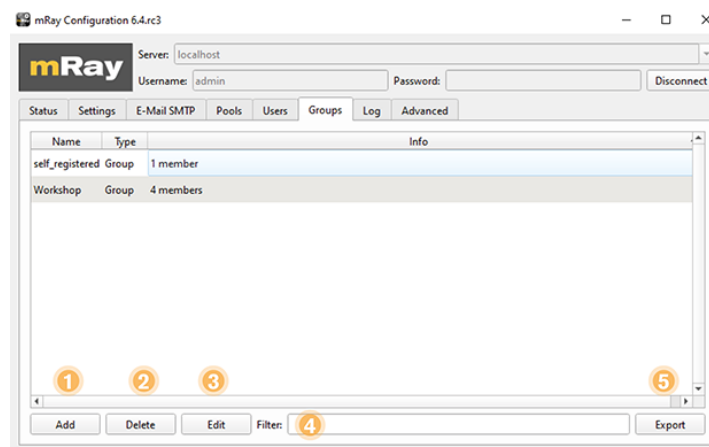 mRay Configuration 6.4.rc3
mRay
Server: localhost
Username: admin Password: Disconnect
Status Settings E-Mail SMTP Pools Users Groups Log Advanced
Name Type Info
self_registered Group 1 member
Workshop Group 4 members
1 2 3 5
Add Delete Edit Filter: 4 Export